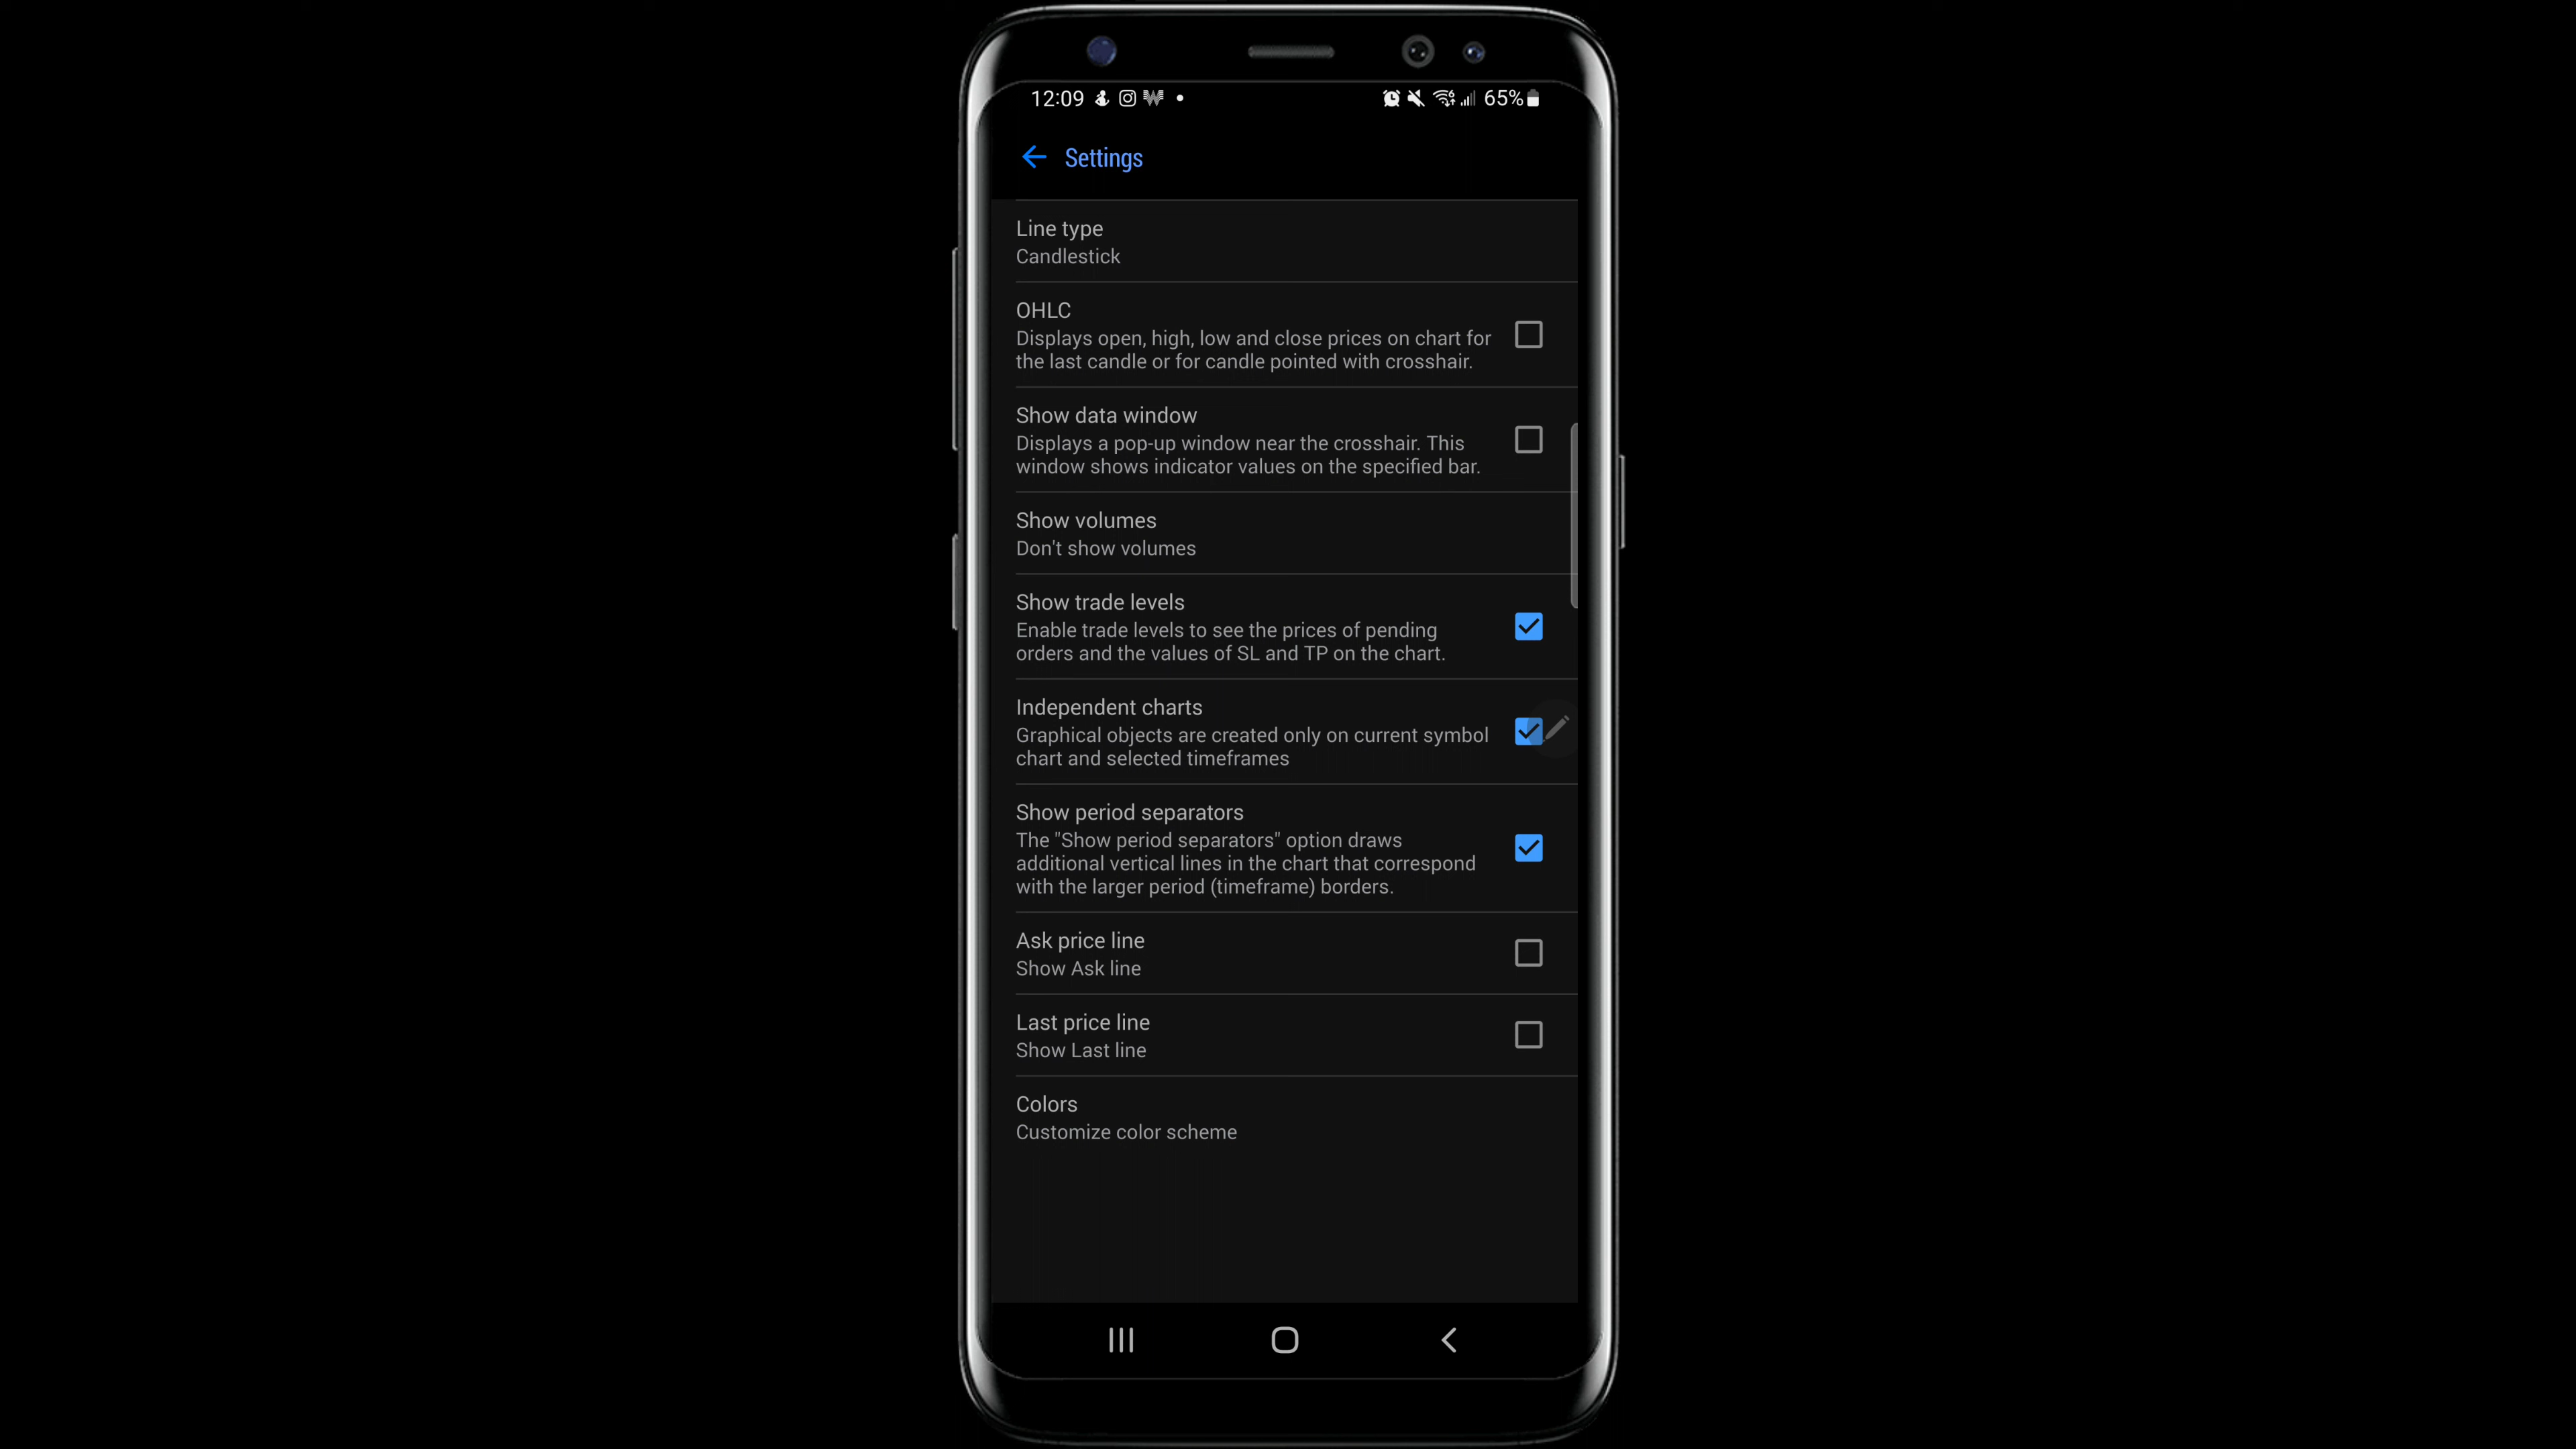 12:09
65%
Settings
Line type
Candlestick
OHLC
Displays open, high, low and close prices on chart for
the last candle or for candle pointed with crosshair.
Show data window
Displays a pop-up window near the crosshair. This
window shows indicator values on the specified bar.
Show volumes
Don't show volumes
Show trade levels
Enable trade levels to see the prices of pending
orders and the values of SL and TP on the chart.
Independent charts
Graphical objects are created only on current symbol
chart and selected timeframes
Show period separators
The "Show period separators" option draws
additional vertical lines in the chart that correspond
with the larger period (timeframe) borders.
Ask price line
Show Ask line
Last price line
Show Last line
Colors
Customize color scheme